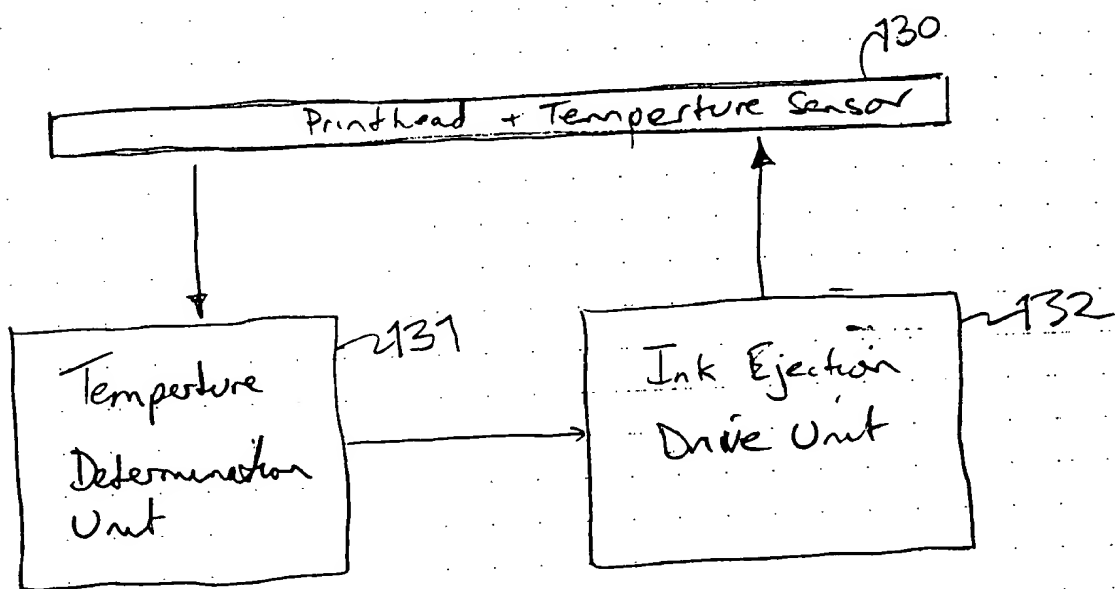 130
Printhead + Temperture Sensor
131
Temperture
Determination
Unit
132
Ink Ejection
Drive Unit